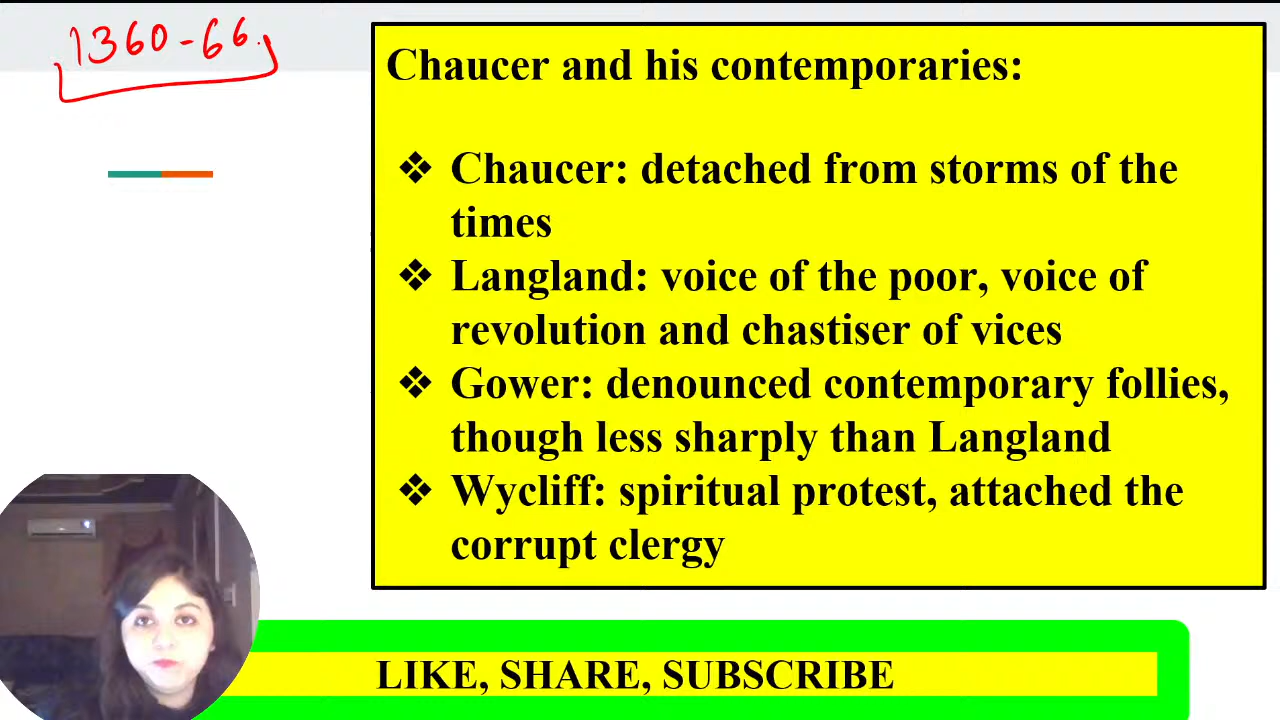 1360-66.
Chaucer and his contemporaries:
❖ Chaucer: detached from storms of the
times
❖ Langland: voice of the poor, voice of
revolution and chastiser of vices
❖ Gower: denounced contemporary follies,
though less sharply than Langland
❖ Wycliff: spiritual protest, attached the
corrupt clergy
LIKE, SHARE, SUBSCRIBE